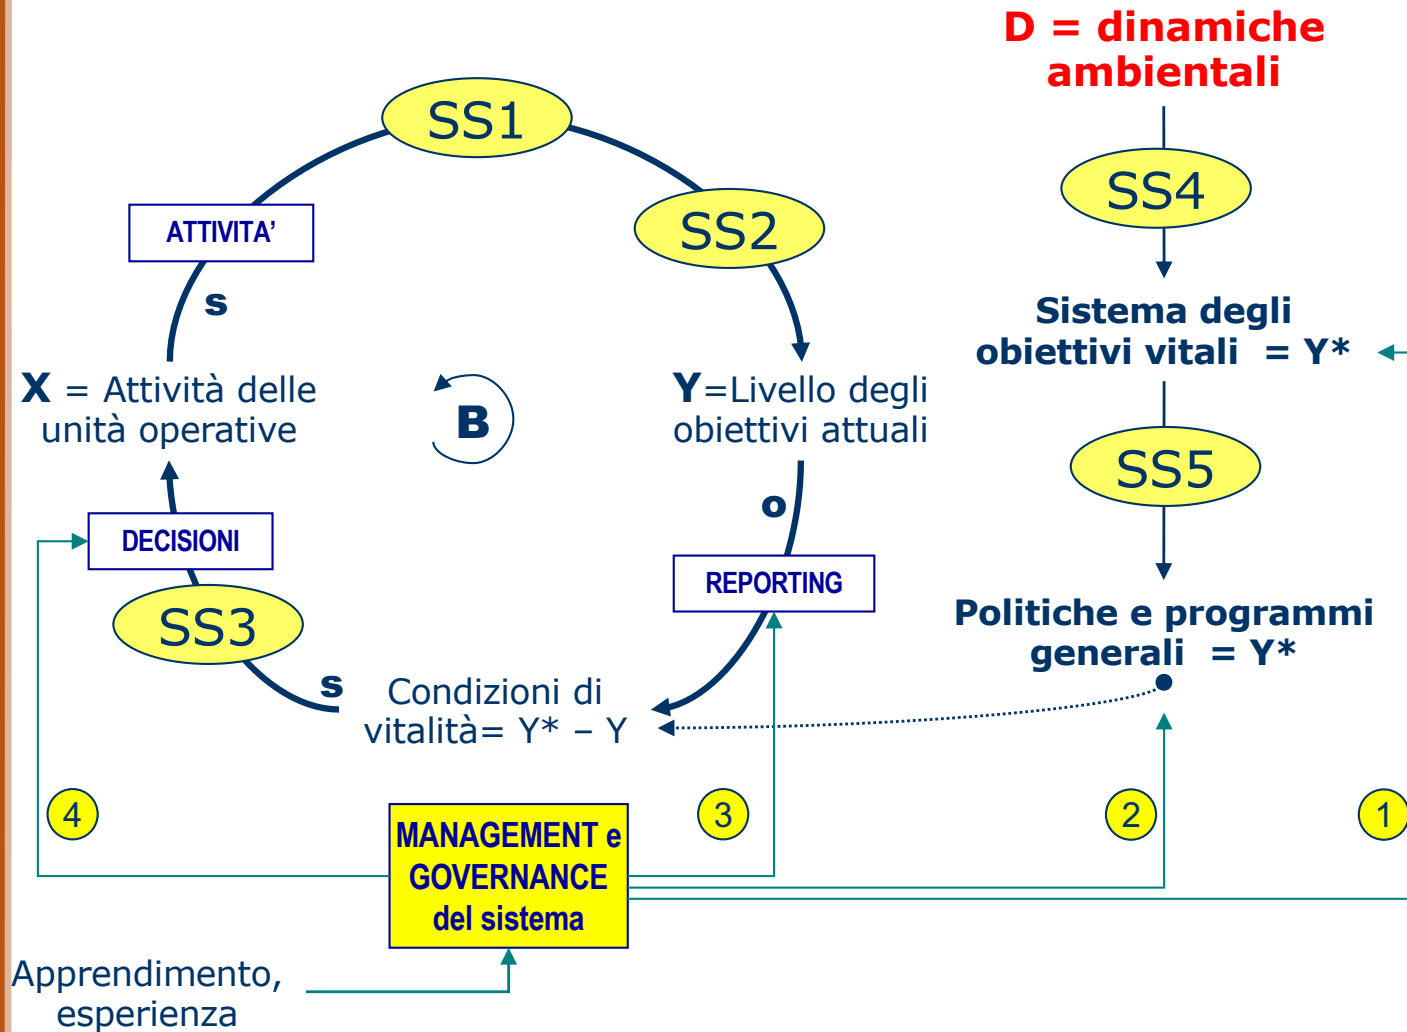 D = dinamiche
ambientali
SS1
SS4
SS2
ATTIVITA’
s
Sistema degli
obiettivi vitali = Y*
X = Attività delle
unità operative
B
Y=Livello degli
obiettivi attuali
SS5
o
DECISIONI
REPORTING
SS3
Politiche e programmi
generali = Y*
s
Condizioni di
vitalità= Y* – Y
4
3
2
1
MANAGEMENT e
GOVERNANCE
del sistema
Apprendimento,
esperienza